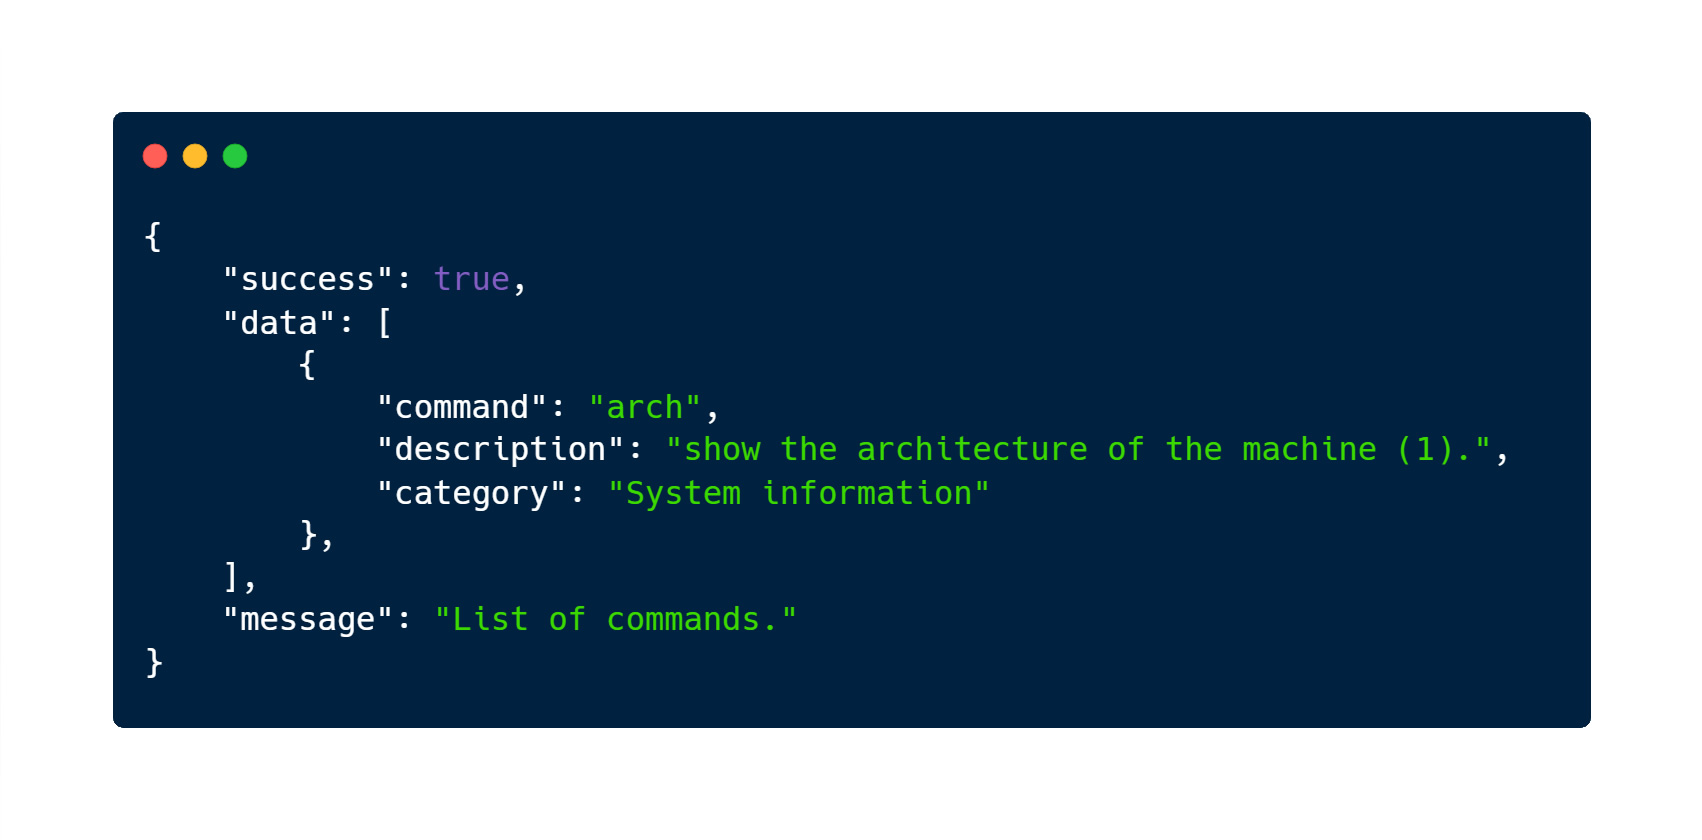 {
    "success": true,
    "data": [
        {
            "command": "arch",
            "description": "show the architecture of the machine (1).",
            "category": "System information"
        },
    ],
    "message": "List of commands."
}